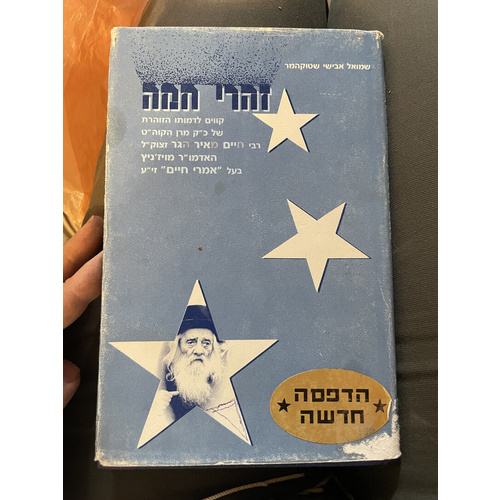 שמואל אבישי שטוקהמר
זהרי חמה
קווים לדמותו הזוהרת
של כ״ק מרן הקוה״ט
רבי חיים מאיר הגר זצוק״ל
האדמו״ר מויז׳ניץ
בעל ״אמרי חיים״ זי״ע
הדפסה
חדשה